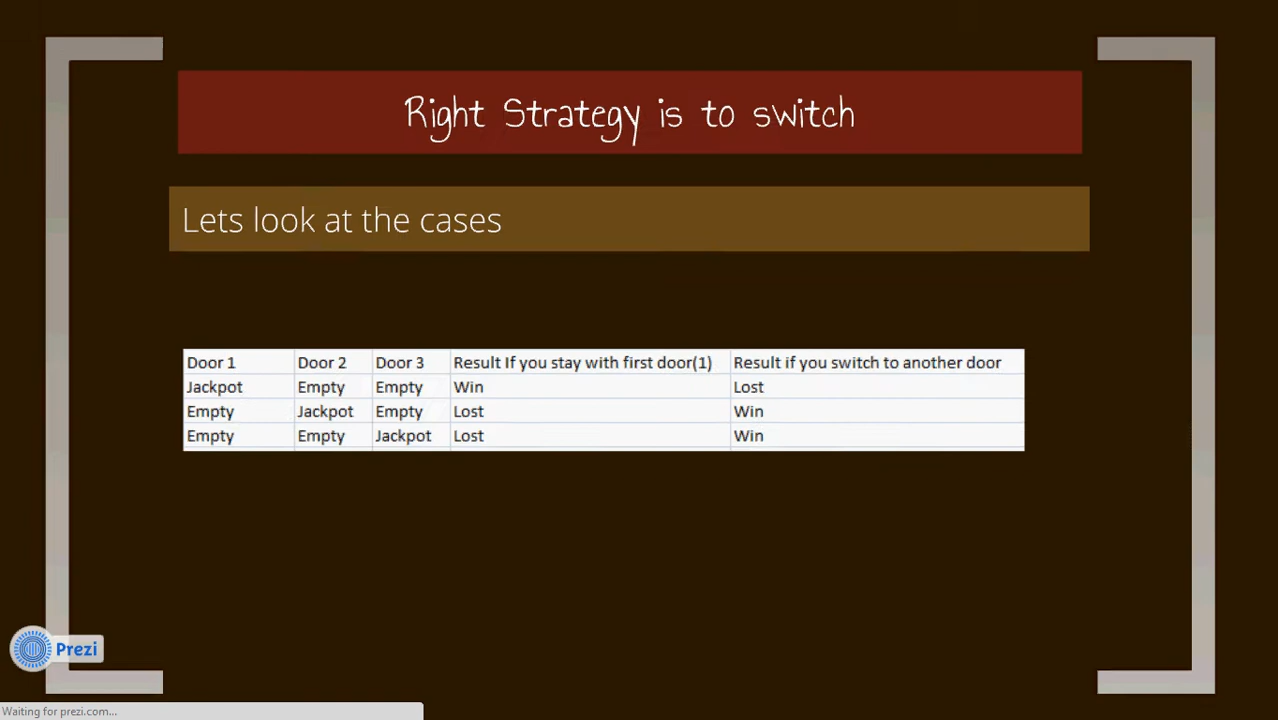 Right Strategy is to switch
Lets look at the cases
Door 1 Door 2 Door 3 Result If you stay with first door(1) Result if you switch to another door
Jackpot Empty Empty Win Lost
Empty Jackpot Empty Lost Win
Empty Empty Jackpot Lost Win
Prezi
Waiting for prezi.com...